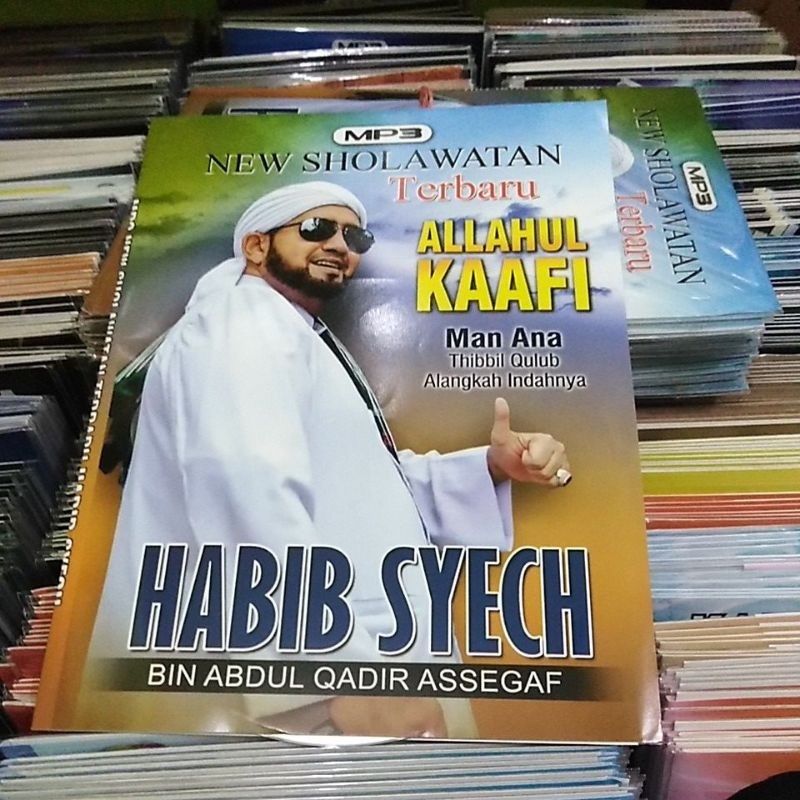 MP3
NEW SHOLAWATAN
Terbaru
ALLAHUL
KAAFI
Man Ana
Thibbil Qulub
Alangkah Indahnya
HABIB SYECH
BIN ABDUL QADIR ASSEGAF
MP3
NEW SHOLAWATAN
Terbaru